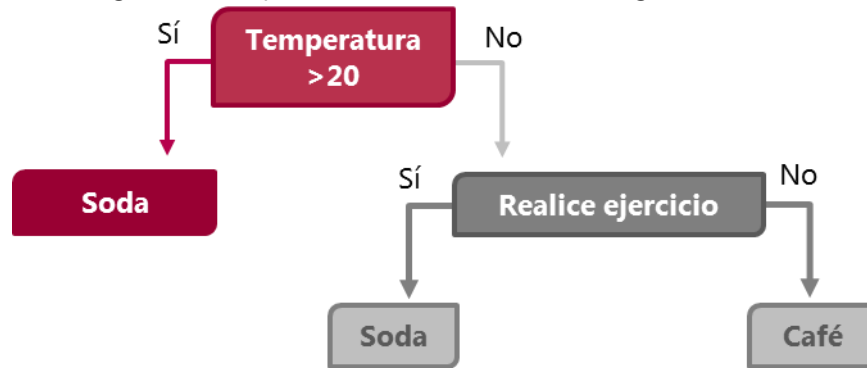 Sí
Temperatura
>20
No
Soda
Sí
Realice ejercicio
No
Soda
Café